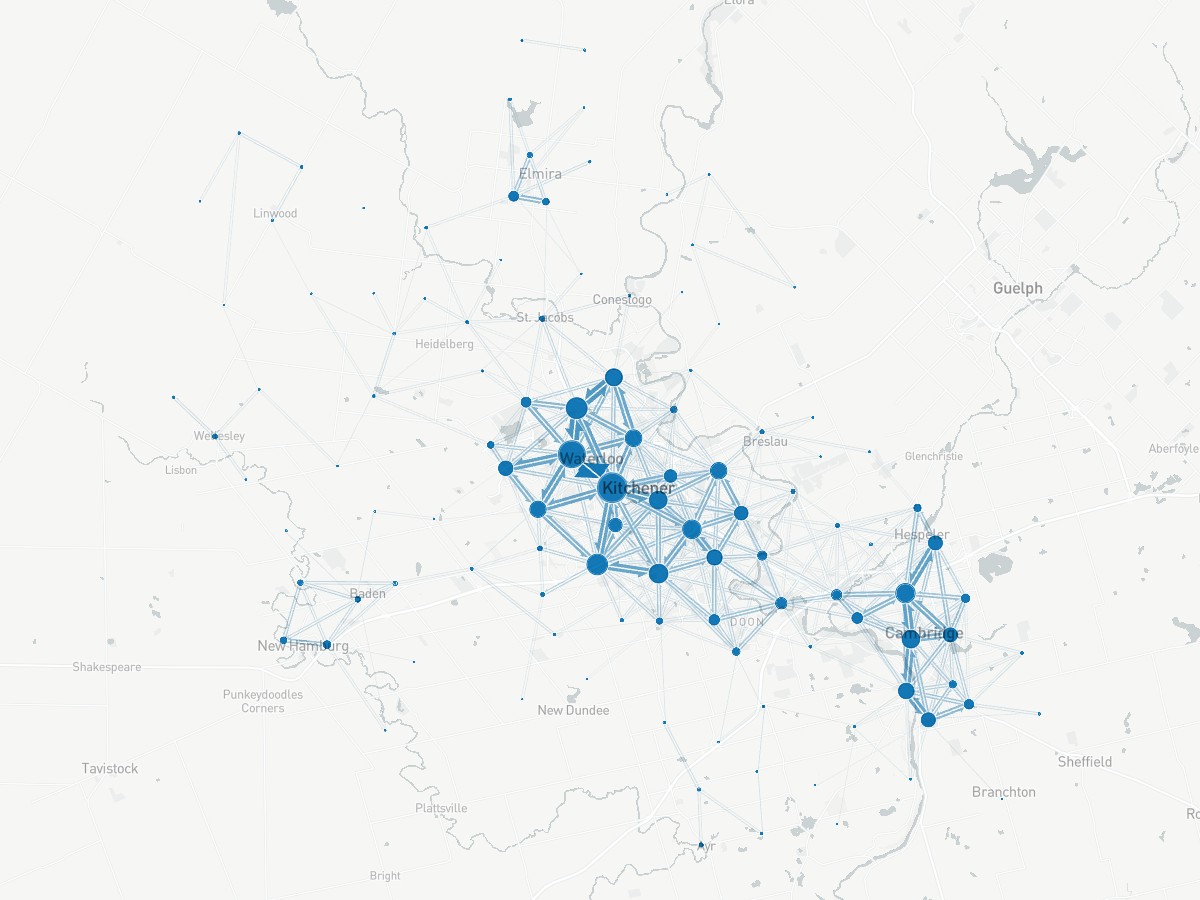 Elora
Elmira
Linwood
Guelph
Conestogo
St. Jacobs
Heidelberg
Wellesley
Breslau
Aberfoyle
Glenchristie
Waterloo
Lisbon
Kitchener
Hespeler
Baden
DOON
Cambridge
New Hamburg
Shakespeare
Punkeydoodles
Corners
New Dundee
Sheffield
Tavistock
Branchton
Plattsville
Ro
Ayr
Bright